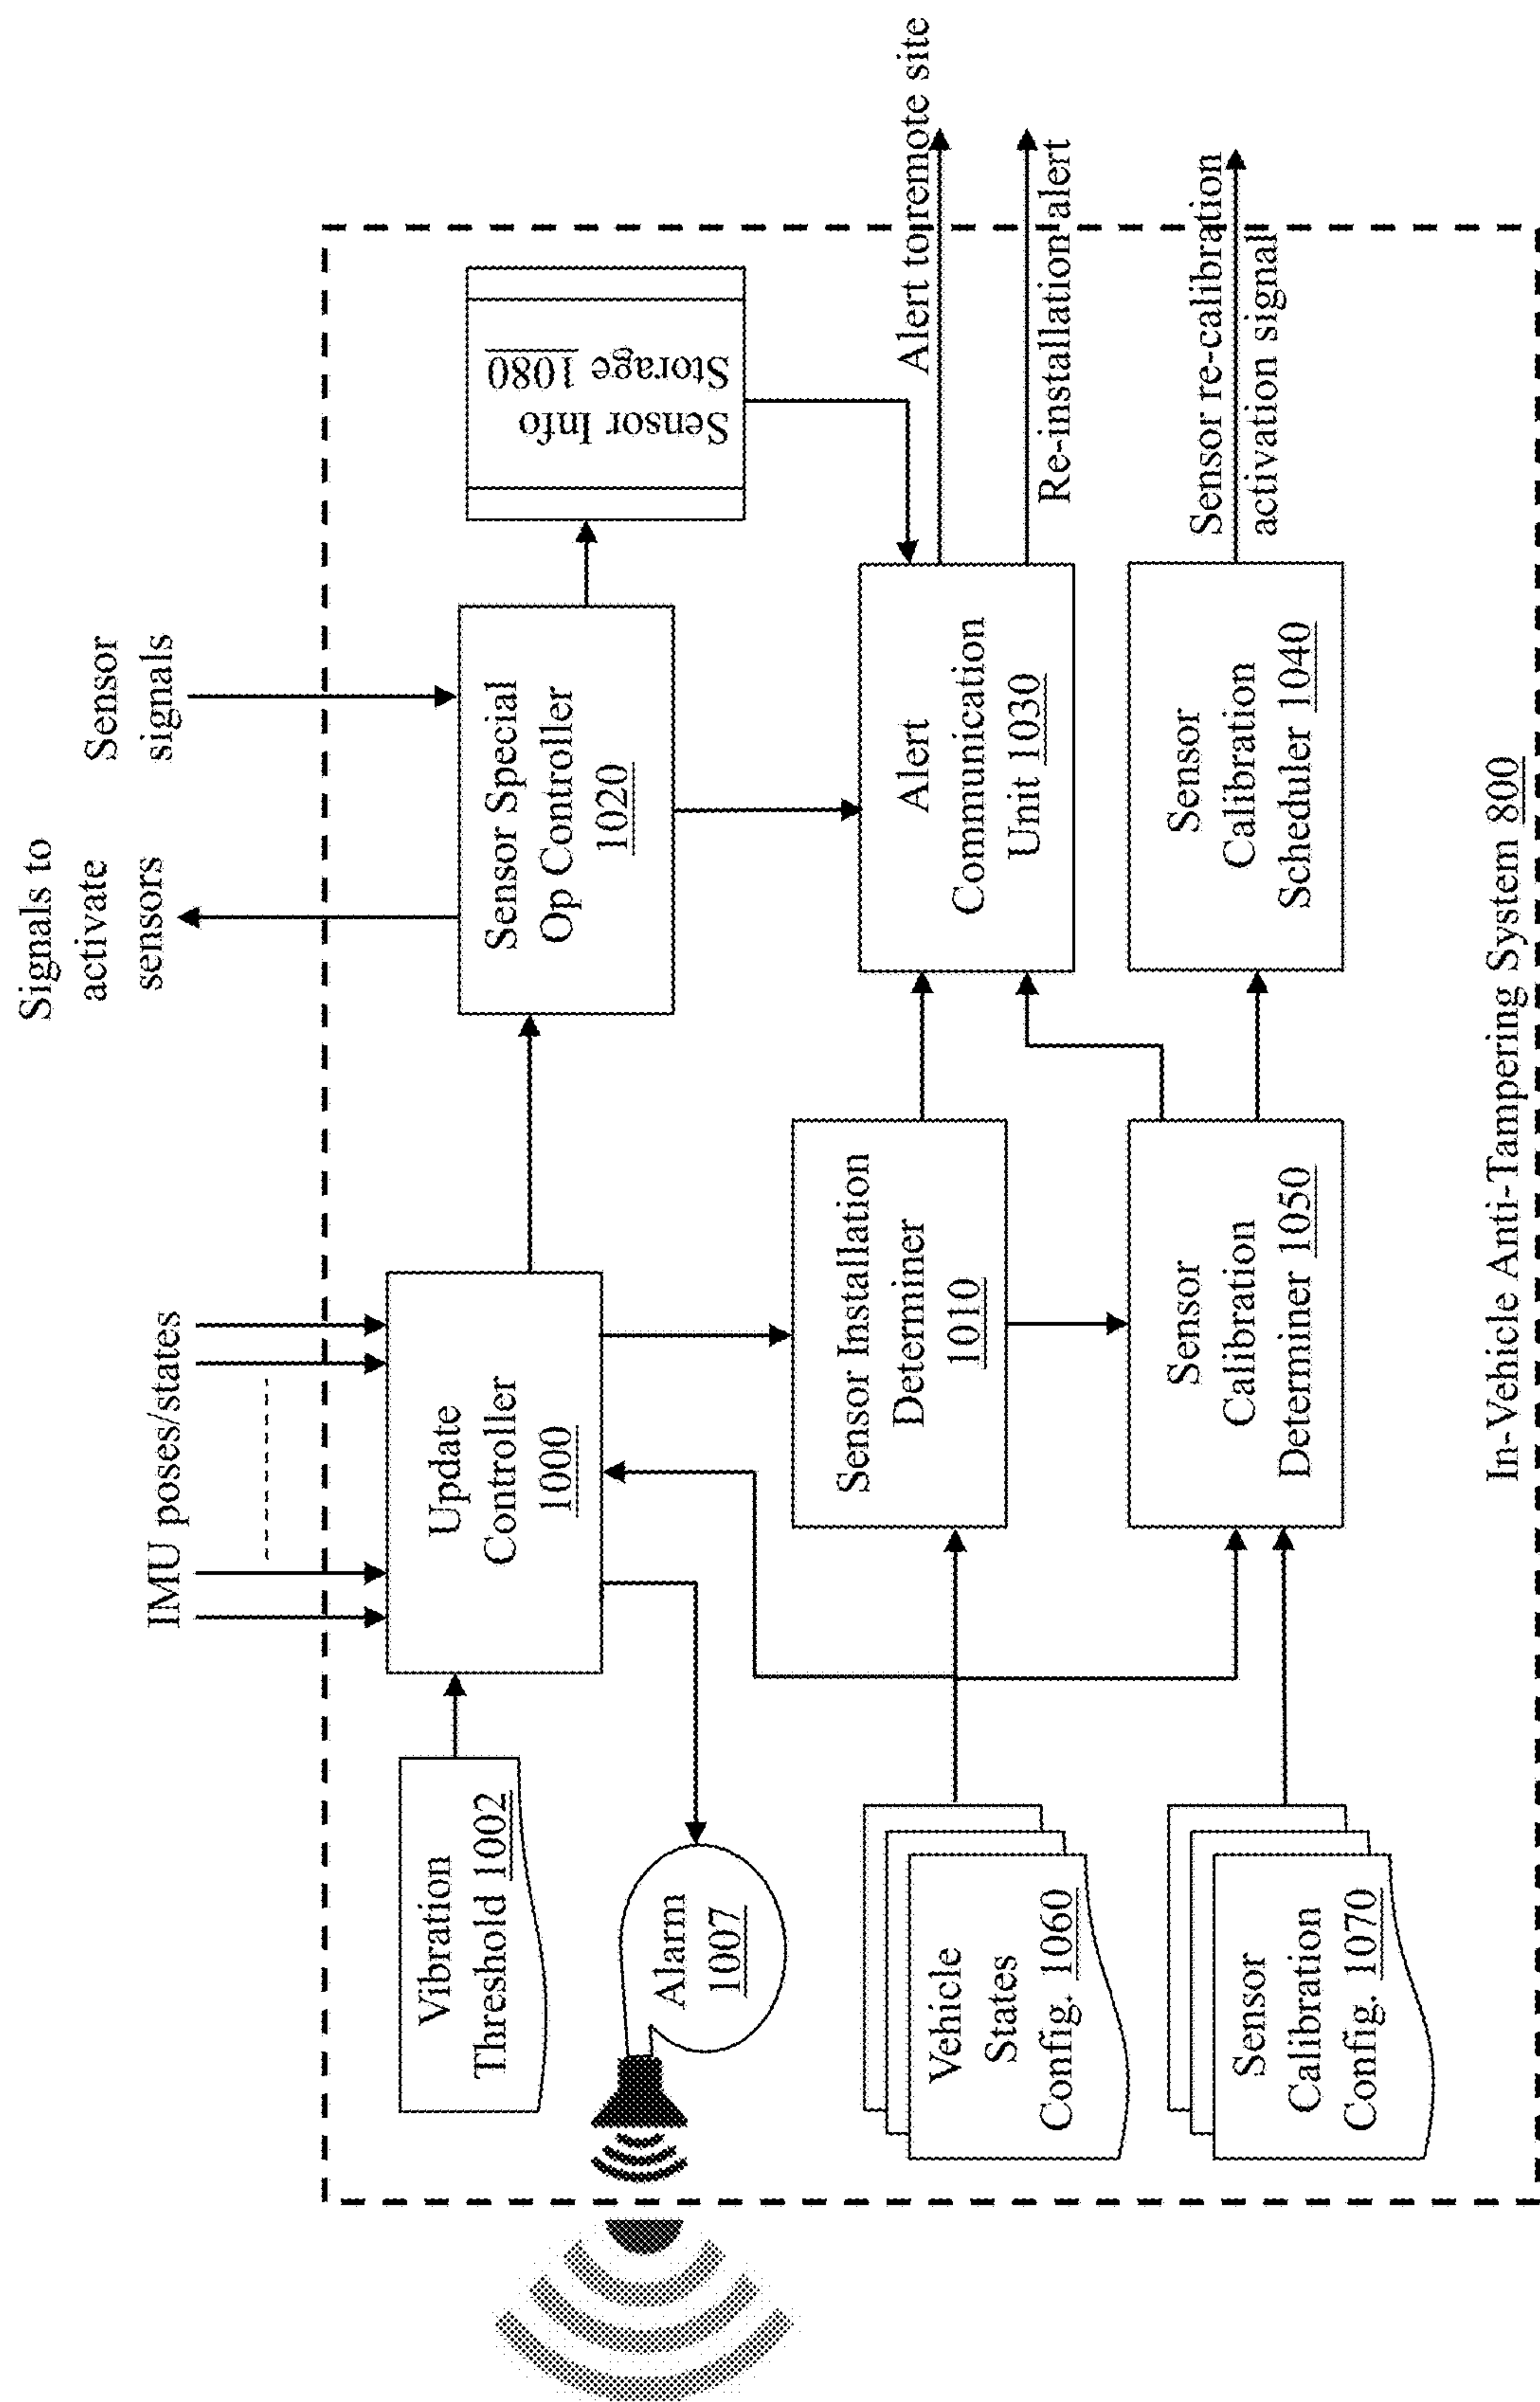 IMU poses/states
Signals to
activate
sensors
Sensor
signals
Vibration
Threshold 1002
Update
Controller
1000
Sensor Special
Op Controller
1020
Sensor Info
Storage 1080
Alarm
1007
Vehicle
States
Config. 1060
Sensor Installation
Determiner
1010
Alert
Communication
Unit 1030
Alert to remote site
Re-installation alert
Sensor
Calibration
Config. 1070
Sensor
Calibration
Determiner 1050
Sensor
Calibration
Scheduler 1040
Sensor re-calibration
activation signal
In-Vehicle Anti-Tampering System 800